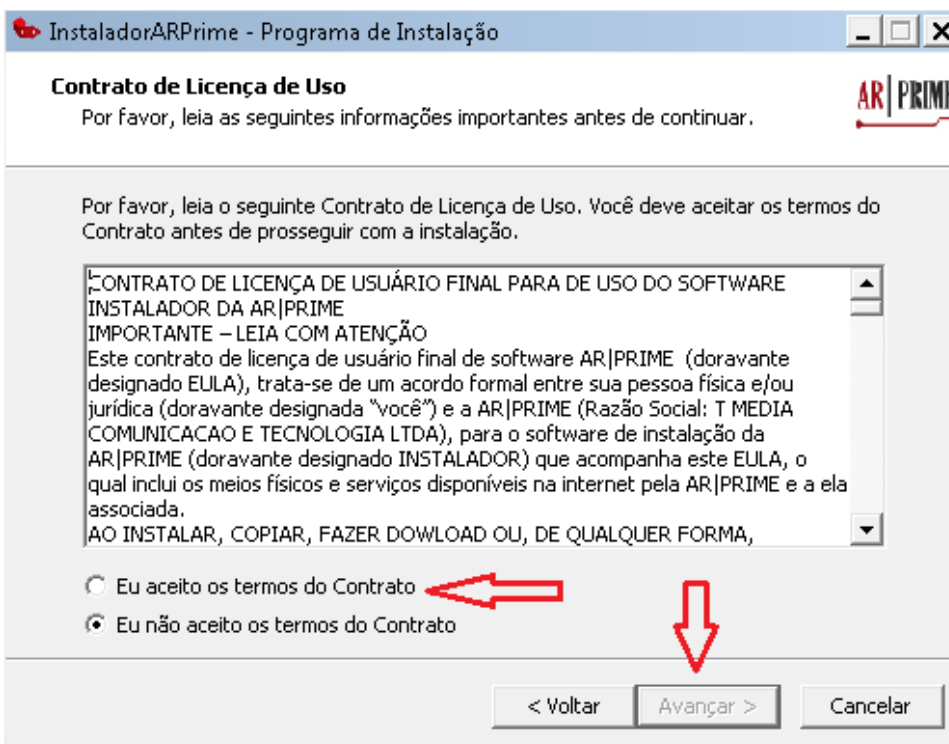 InstaladorARPrime - Programa de Instalação
Contrato de Licença de Uso
Por favor, leia as seguintes informações importantes antes de continuar.
AR|PRIME
Por favor, leia o seguinte Contrato de Licença de Uso. Você deve aceitar os termos do
Contrato antes de prosseguir com a instalação.
CONTRATO DE LICENÇA DE USUÁRIO FINAL PARA DE USO DO SOFTWARE
INSTALADOR DA AR|PRIME
IMPORTANTE – LEIA COM ATENÇÃO
Este contrato de licença de usuário final de software AR|PRIME (doravante
designado EULA), trata-se de um acordo formal entre sua pessoa física e/ou
jurídica (doravante designada "você") e a AR|PRIME (Razão Social: T MEDIA
COMUNICACAO E TECNOLOGIA LTDA), para o software de instalação da
AR|PRIME (doravante designado INSTALADOR) que acompanha este EULA, o
qual inclui os meios físicos e serviços disponíveis na internet pela AR|PRIME e a ela
associada.
AO INSTALAR, COPIAR, FAZER DOWLOAD OU, DE QUALQUER FORMA,
Eu aceito os termos do Contrato
Eu não aceito os termos do Contrato
< Voltar
Avançar >
Cancelar